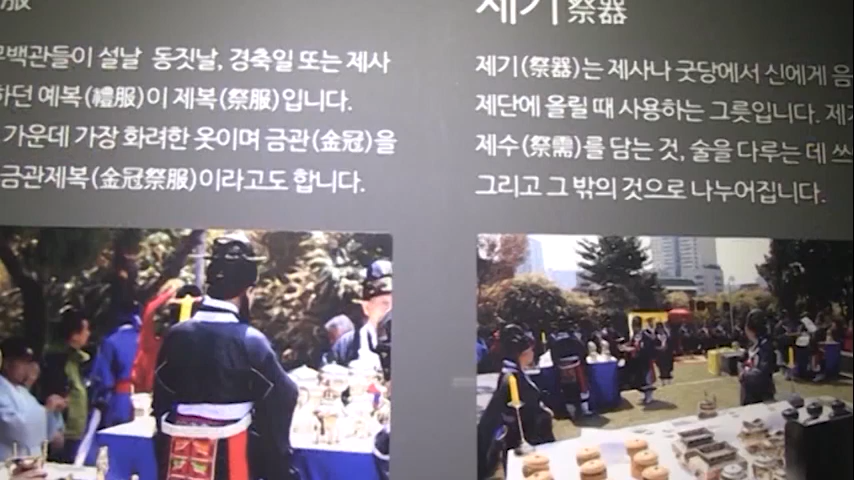 服
백관들이 설날 동짓날, 경축일 또는 제사
하던 예복(禮服)이 제복(祭服)입니다.
가운데 가장 화려한 옷이며 금관(金冠)을
금관제복(金冠祭服)이라고도 합니다.
제기 祭器
제기(祭器)는 제사나 굿당에서 신에게 음
제단에 올릴 때 사용하는 그릇입니다. 제
제수(祭需)를 담는 것, 술을 다루는 데 쓰
그리고 그 밖의 것으로 나누어집니다.